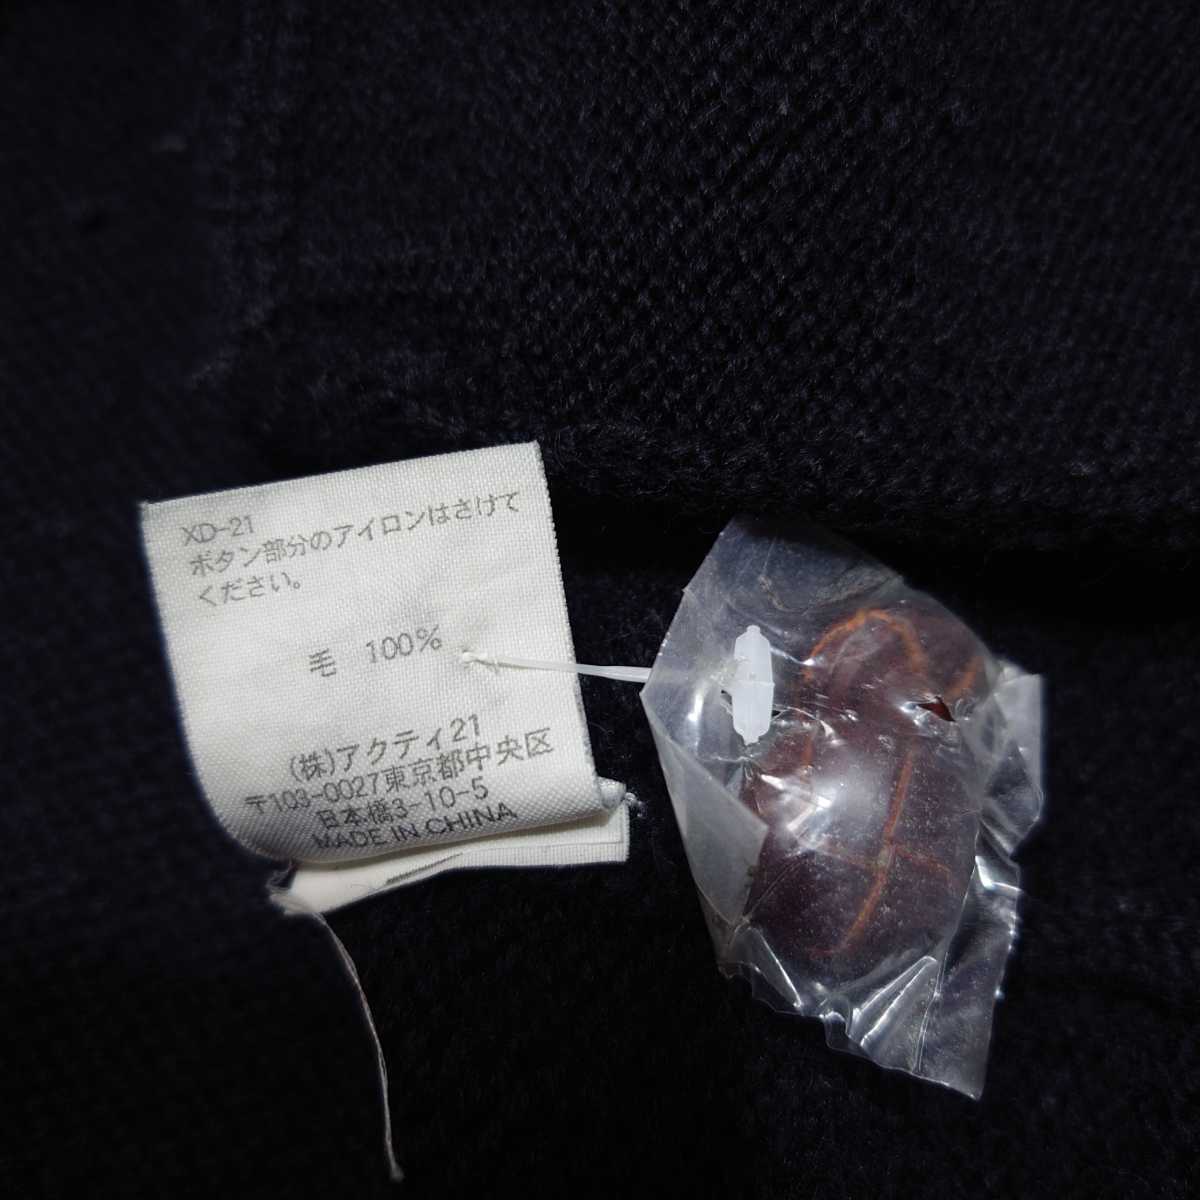 XD-21
ボタン部分のアイロンはさけて
ください。
毛 100%
(株)アクティ21
〒103-0027東京都中央区
日本橋3-10-5
MADE IN CHINA